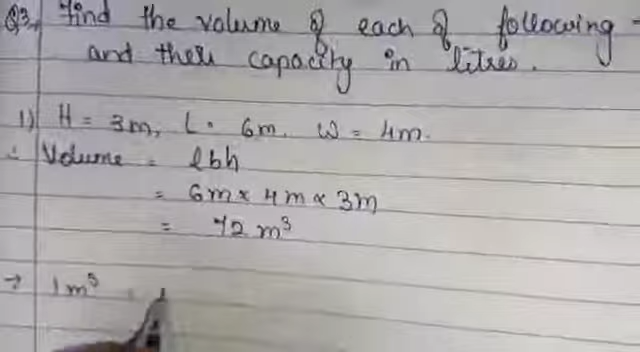 Q3. Find the volume of each of following -
and their capacity in litres.
1) H = 3m, L = 6m, W = 4m.
∴ Volume = lbh
= 6m × 4m × 3m
= 72 m³
→ 1m³